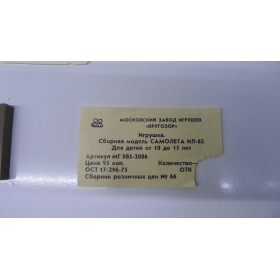 МОСКОВСКИЙ ЗАВОД ИГРУШЕК
«КРУГОЗОР»
Игрушка.
Сборная модель САМОЛЕТА ИЛ-62
Для детей от 10 до 15 лет
Артикул МГ 085-2006
Цена 95 коп. Количество—
ОСТ 17-296-75 ОТК
Сборник розничных цен № 66